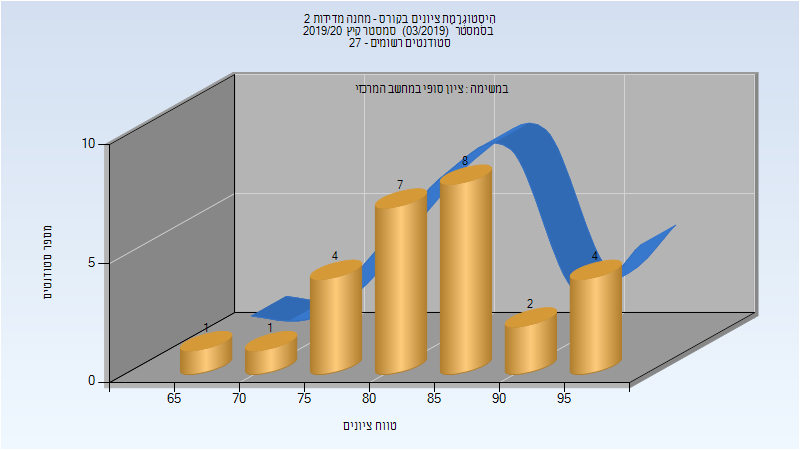 היסטוגרמת ציונים בקורס - מחנה מדידות 2
בסמסטר (03/2019) סמסטר קיץ 2019/20
סטודנטים רשומים - 27
במשימה : ציון סופי במחשב המרכזי
מספר סטודנטים
10
5
0
1
1
4
7
8
2
4
65
70
75
80
85
90
95
טווח ציונים